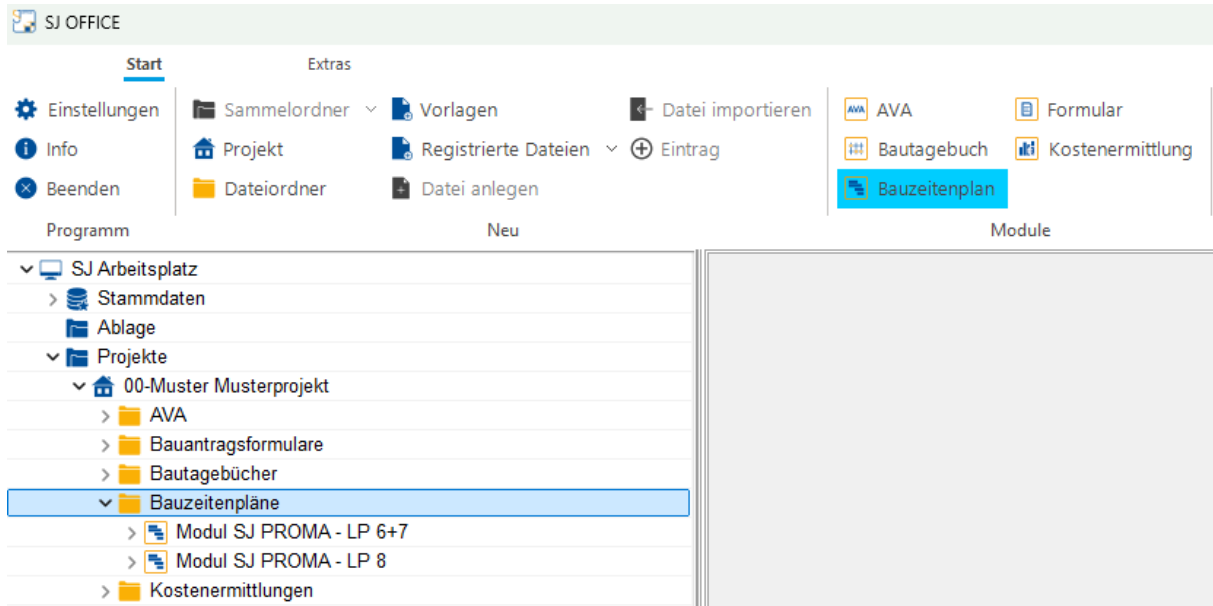 SJ OFFICE
Start Extras
Einstellungen Sammelordner Vorlagen Datei importieren AVA Formular
Info Projekt Registrierte Dateien Eintrag Bautagebuch Kostenermittlung
Beenden Dateiordner Datei anlegen Bauzeitenplan
Programm Neu Module
SJ Arbeitsplatz
Stammdaten
Ablage
Projekte
00-Muster Musterprojekt
AVA
Bauantragsformulare
Bautagebücher
Bauzeitenpläne
Modul SJ PROMA - LP 6+7
Modul SJ PROMA - LP 8
Kostenermittlungen